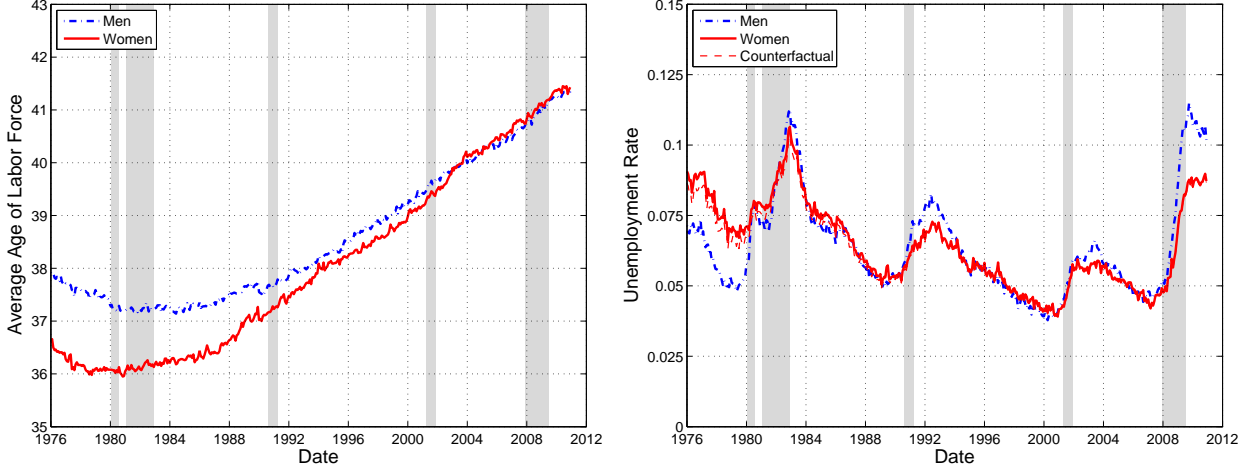 43
42
41
40
39
38
37
36
35
Average Age of Labor Force
Men
Women
1976 1980 1984 1988 1992 1996 2000 2004 2008 2012
Date
0.15
0.125
0.1
0.075
0.05
0.025
0
Unemployment Rate
Men
Women
Counterfactual
1976 1980 1984 1988 1992 1996 2000 2004 2008 2012
Date